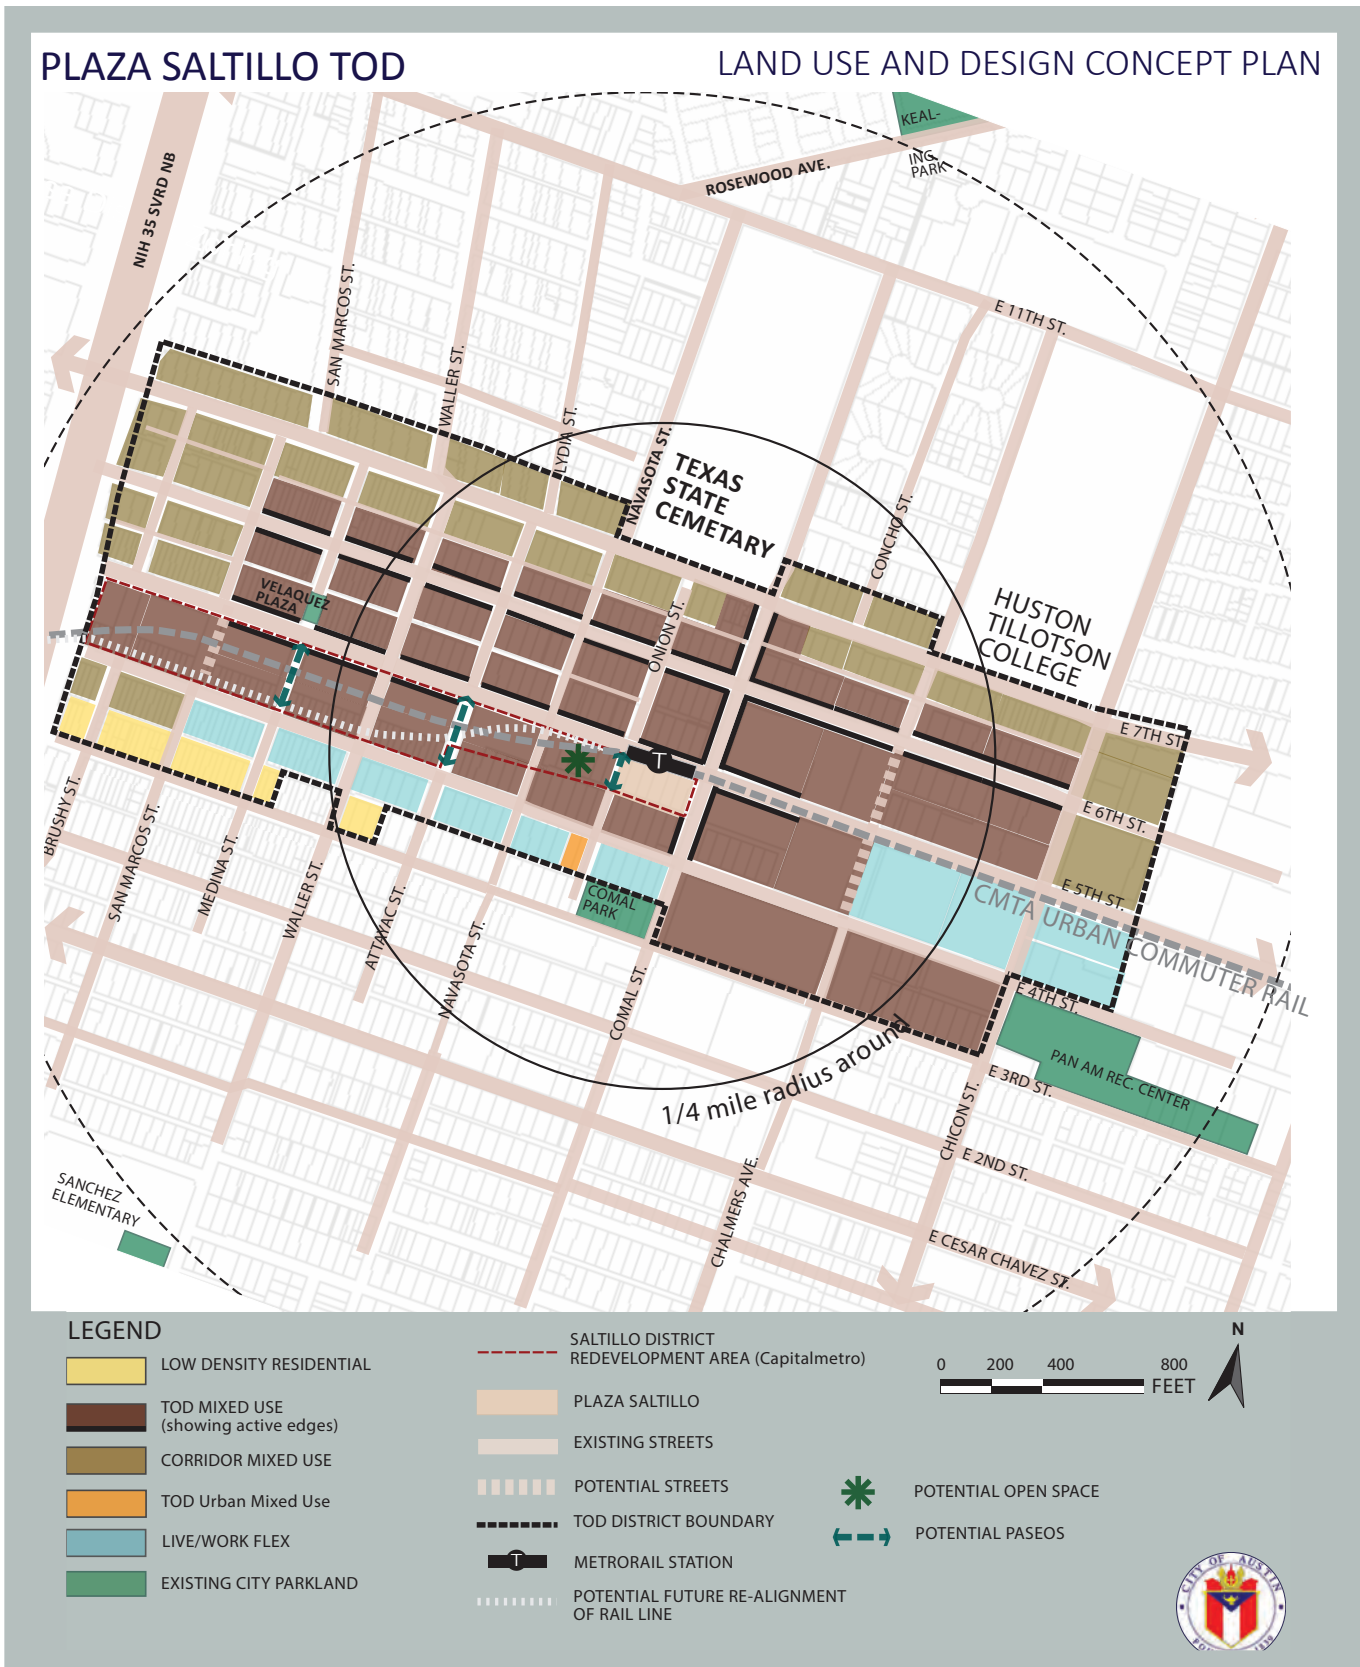 PLAZA SALTILLO TOD
LAND USE AND DESIGN CONCEPT PLAN
KEAL-
ING
PARK
ROSEWOOD AVE.
NIH 35 SVRD NB
SAN MARCOS ST.
WALLER ST.
LYDIA ST.
NAVASOTA ST.
E 11TH ST.
TEXAS
STATE
CEMETARY
CONCHO ST.
HUSTON
TILLOTSON
COLLEGE
VELAQUEZ
PLAZA
ONION ST.
E 7TH ST.
T
E 6TH ST.
E 5TH ST.
CMTA URBAN COMMUTER RAIL
BRUSHY ST.
SAN MARCOS ST.
MEDINA ST.
WALLER ST.
ATTAYAC ST.
NAVASOTA ST.
COMAL
PARK
COMAL ST.
E 4TH ST.
PAN AM REC. CENTER
E 3RD ST.
1/4 mile radius around
CHICON ST.
E 2ND ST.
CHALMERS AVE.
E CESAR CHAVEZ ST.
SANCHEZ
ELEMENTARY
LEGEND
LOW DENSITY RESIDENTIAL
TOD MIXED USE
(showing active edges)
CORRIDOR MIXED USE
TOD Urban Mixed Use
LIVE/WORK FLEX
EXISTING CITY PARKLAND
SALTILLO DISTRICT
REDEVELOPMENT AREA (Capitalmetro)
PLAZA SALTILLO
EXISTING STREETS
POTENTIAL STREETS
TOD DISTRICT BOUNDARY
T
METRORAIL STATION
POTENTIAL FUTURE RE-ALIGNMENT
OF RAIL LINE
POTENTIAL OPEN SPACE
POTENTIAL PASEOS
N
0 200 400 800
FEET
CITY OF AUSTIN